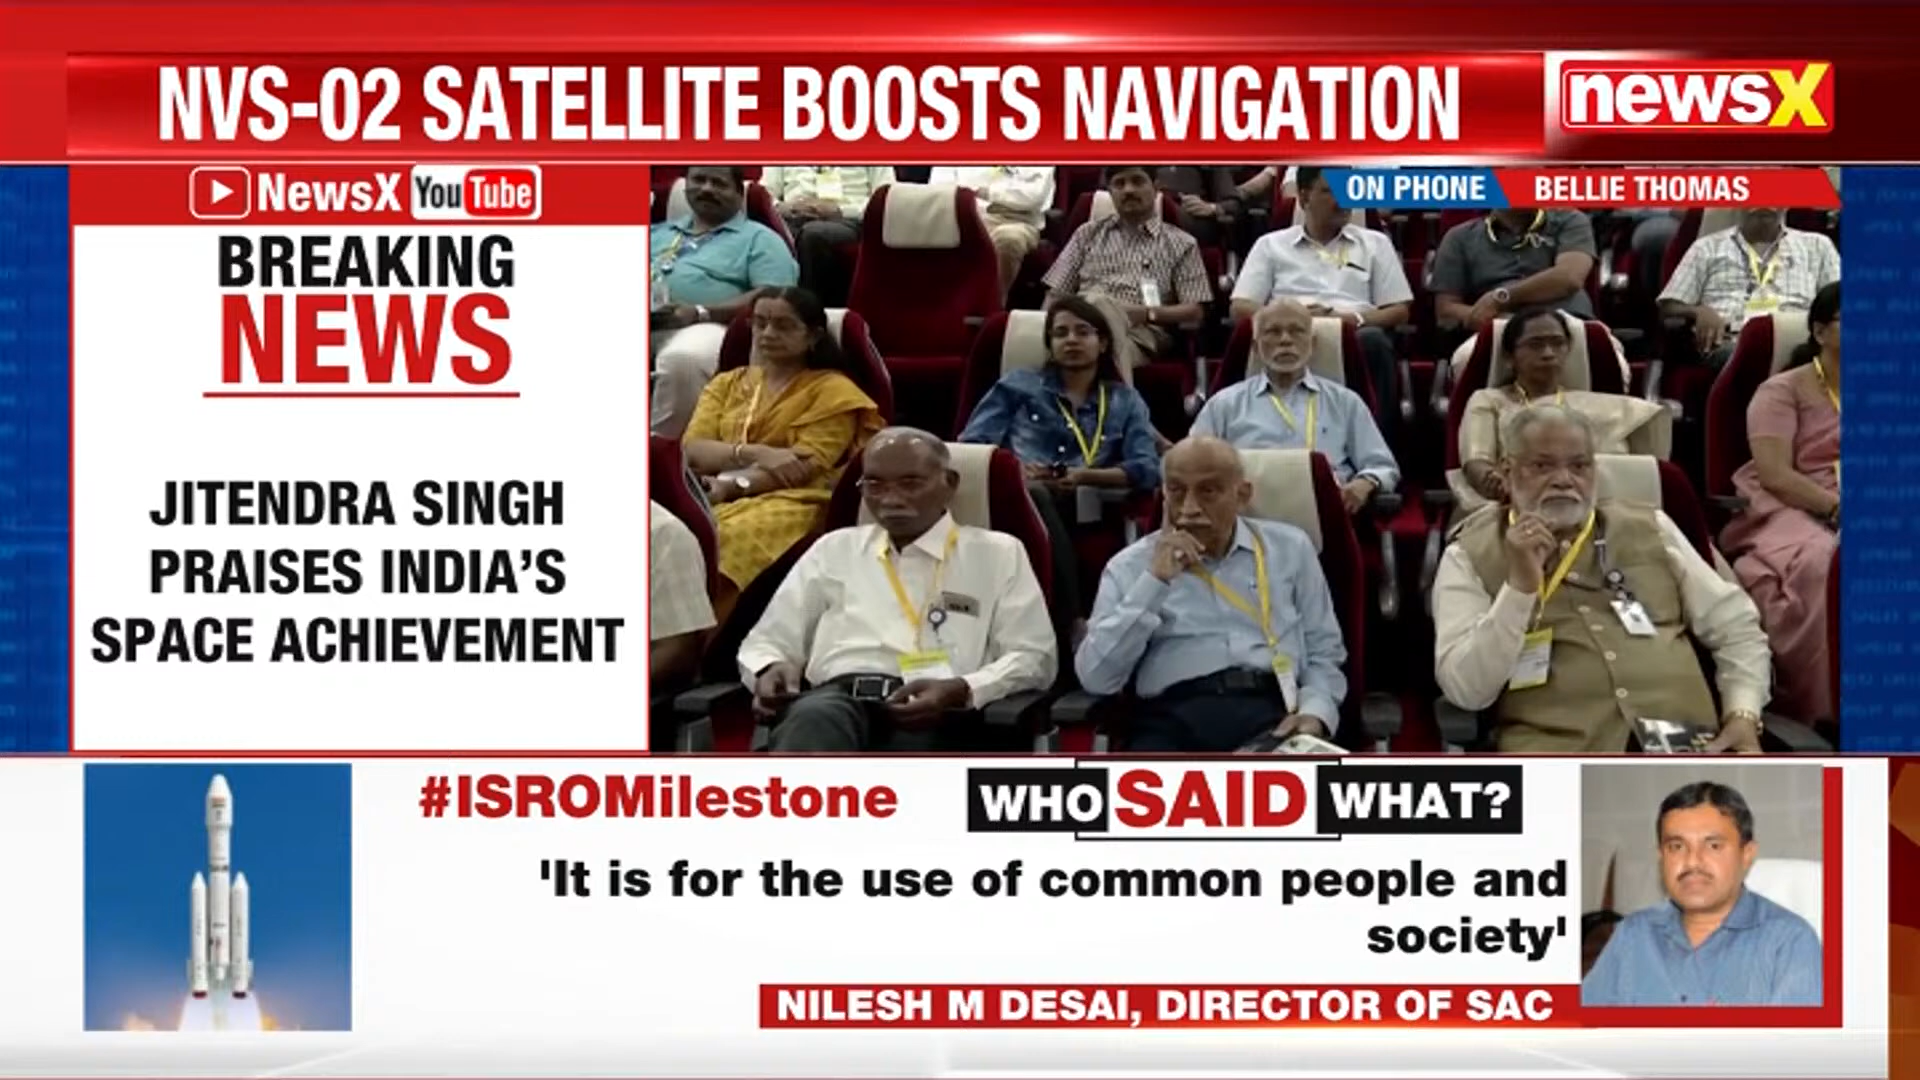 NVS-02 SATELLITE BOOSTS NAVIGATION
newsX
NewsX YouTube
ON PHONE BELLIE THOMAS
BREAKING
NEWS
JITENDRA SINGH
PRAISES INDIA’S
SPACE ACHIEVEMENT
#ISROMilestone
WHO SAID WHAT?
'It is for the use of common people and
society'
NILESH M DESAI, DIRECTOR OF SAC